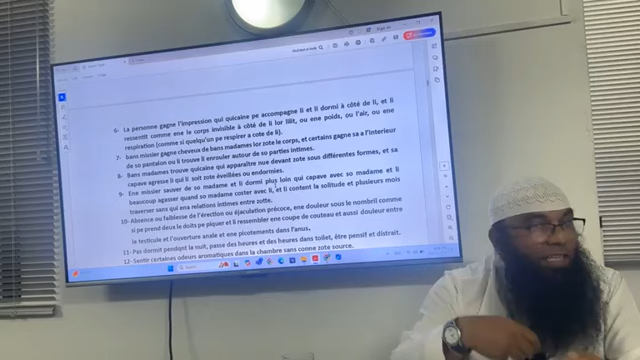 6- La personne gagne l'impression qui quicaine pe accompagne li et li dormi à côté de li, et li
ressentit comme ene le corps invisible à côté de li lor lilit, ou ene poids, ou l'air, ou ene
respirer (comme si quelqu'un pe respirer a cote de li).
7- bans missier gagne cheveux de bans madames lor zote le corps, et certains gagne sa a l'interieur
de so pantalon ou li trouve li enrouler autour de so parties intimes.
8- Bans madames trouve quicaine qui apparaître nue devant zote sous différentes formes, et sa
capave agresse li qui li soit zote éveillées ou endormies.
9- Ene missier sauver de so madame et li dormi plus loin qui capave avec so madame et li
beaucoup agasser quand so madame coster avec li, et li content la solitude et plusieurs mois
traverser sans qui ena relations intimes entre zotte.
10- Absence ou faiblesse de l'érection ou éjaculation précoce, ene douleur sous le nombril comme
si pe prend deux le doits pe piquer et li ressembler ene coupe de couteau et aussi douleur entre
la testicule et l'ouverture anale et ene picotements dans l'anus,
11- Pas dormit pendant la nuit, passe des heures et des heures dans toilet, être pensif et distrait.
12- Sentir certaines odeurs aromatiques dans la chambre sans conne zote source.
Search